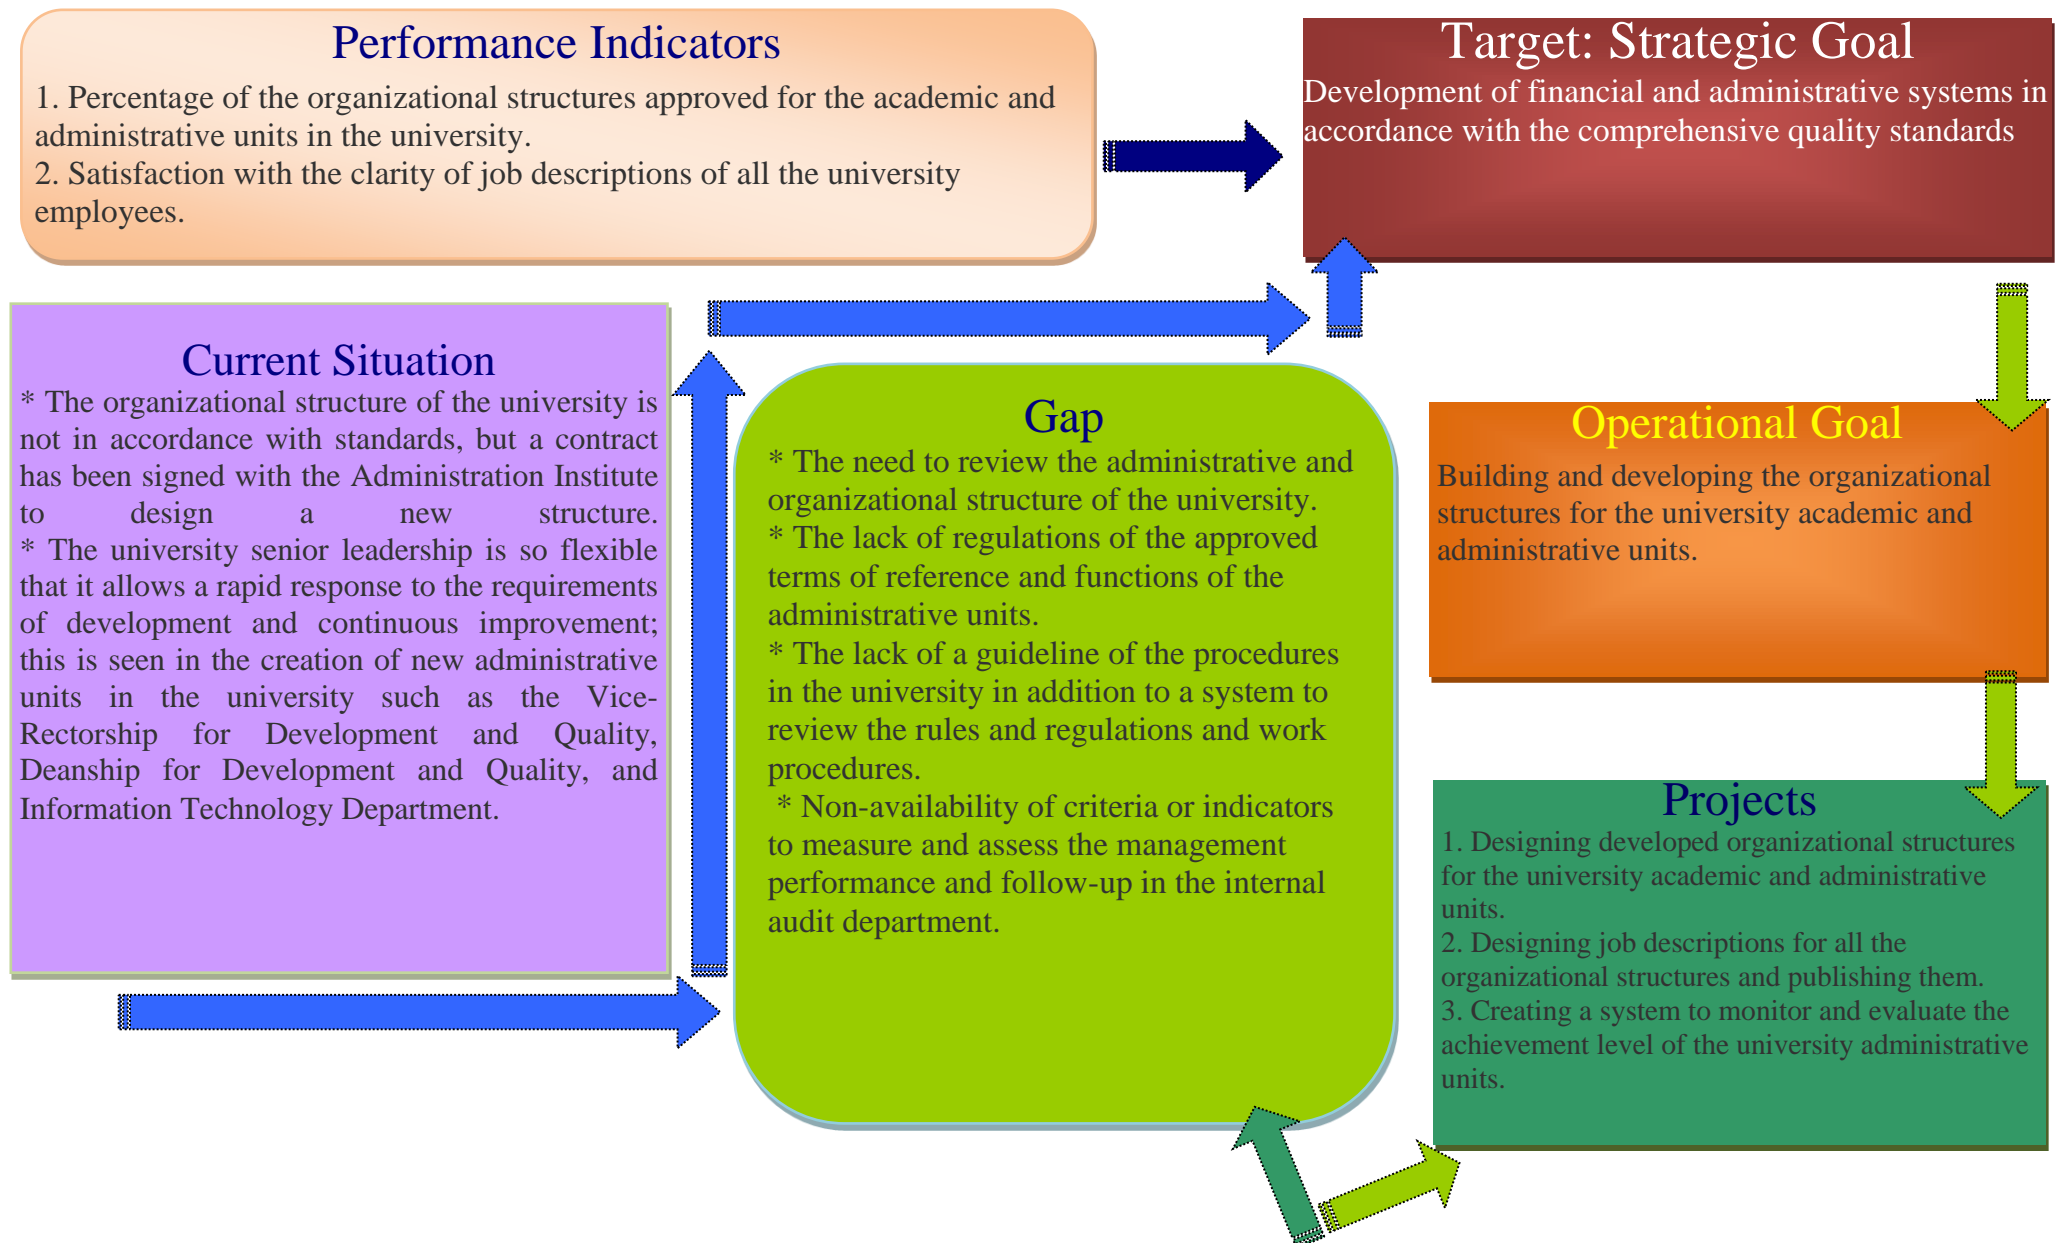 Performance Indicators
1. Percentage of the organizational structures approved for the academic and
administrative units in the university.
2. Satisfaction with the clarity of job descriptions of all the university
employees.
Target: Strategic Goal
Development of financial and administrative systems in
accordance with the comprehensive quality standards
Current Situation
* The organizational structure of the university is
not in accordance with standards, but a contract
has been signed with the Administration Institute
to design a new structure.
* The university senior leadership is so flexible
that it allows a rapid response to the requirements
of development and continuous improvement;
this is seen in the creation of new administrative
units in the university such as the Vice-
Rectorship for Development and Quality,
Deanship for Development and Quality, and
Information Technology Department.
Gap
* The need to review the administrative and
organizational structure of the university.
* The lack of regulations of the approved
terms of reference and functions of the
administrative units.
* The lack of a guideline of the procedures
in the university in addition to a system to
review the rules and regulations and work
procedures.
* Non-availability of criteria or indicators
to measure and assess the management
performance and follow-up in the internal
audit department.
Operational Goal
Building and developing the organizational
structures for the university academic and
administrative units.
Projects
1. Designing developed organizational structures
for the university academic and administrative
units.
2. Designing job descriptions for all the
organizational structures and publishing them.
3. Creating a system to monitor and evaluate the
achievement level of the university administrative
units.